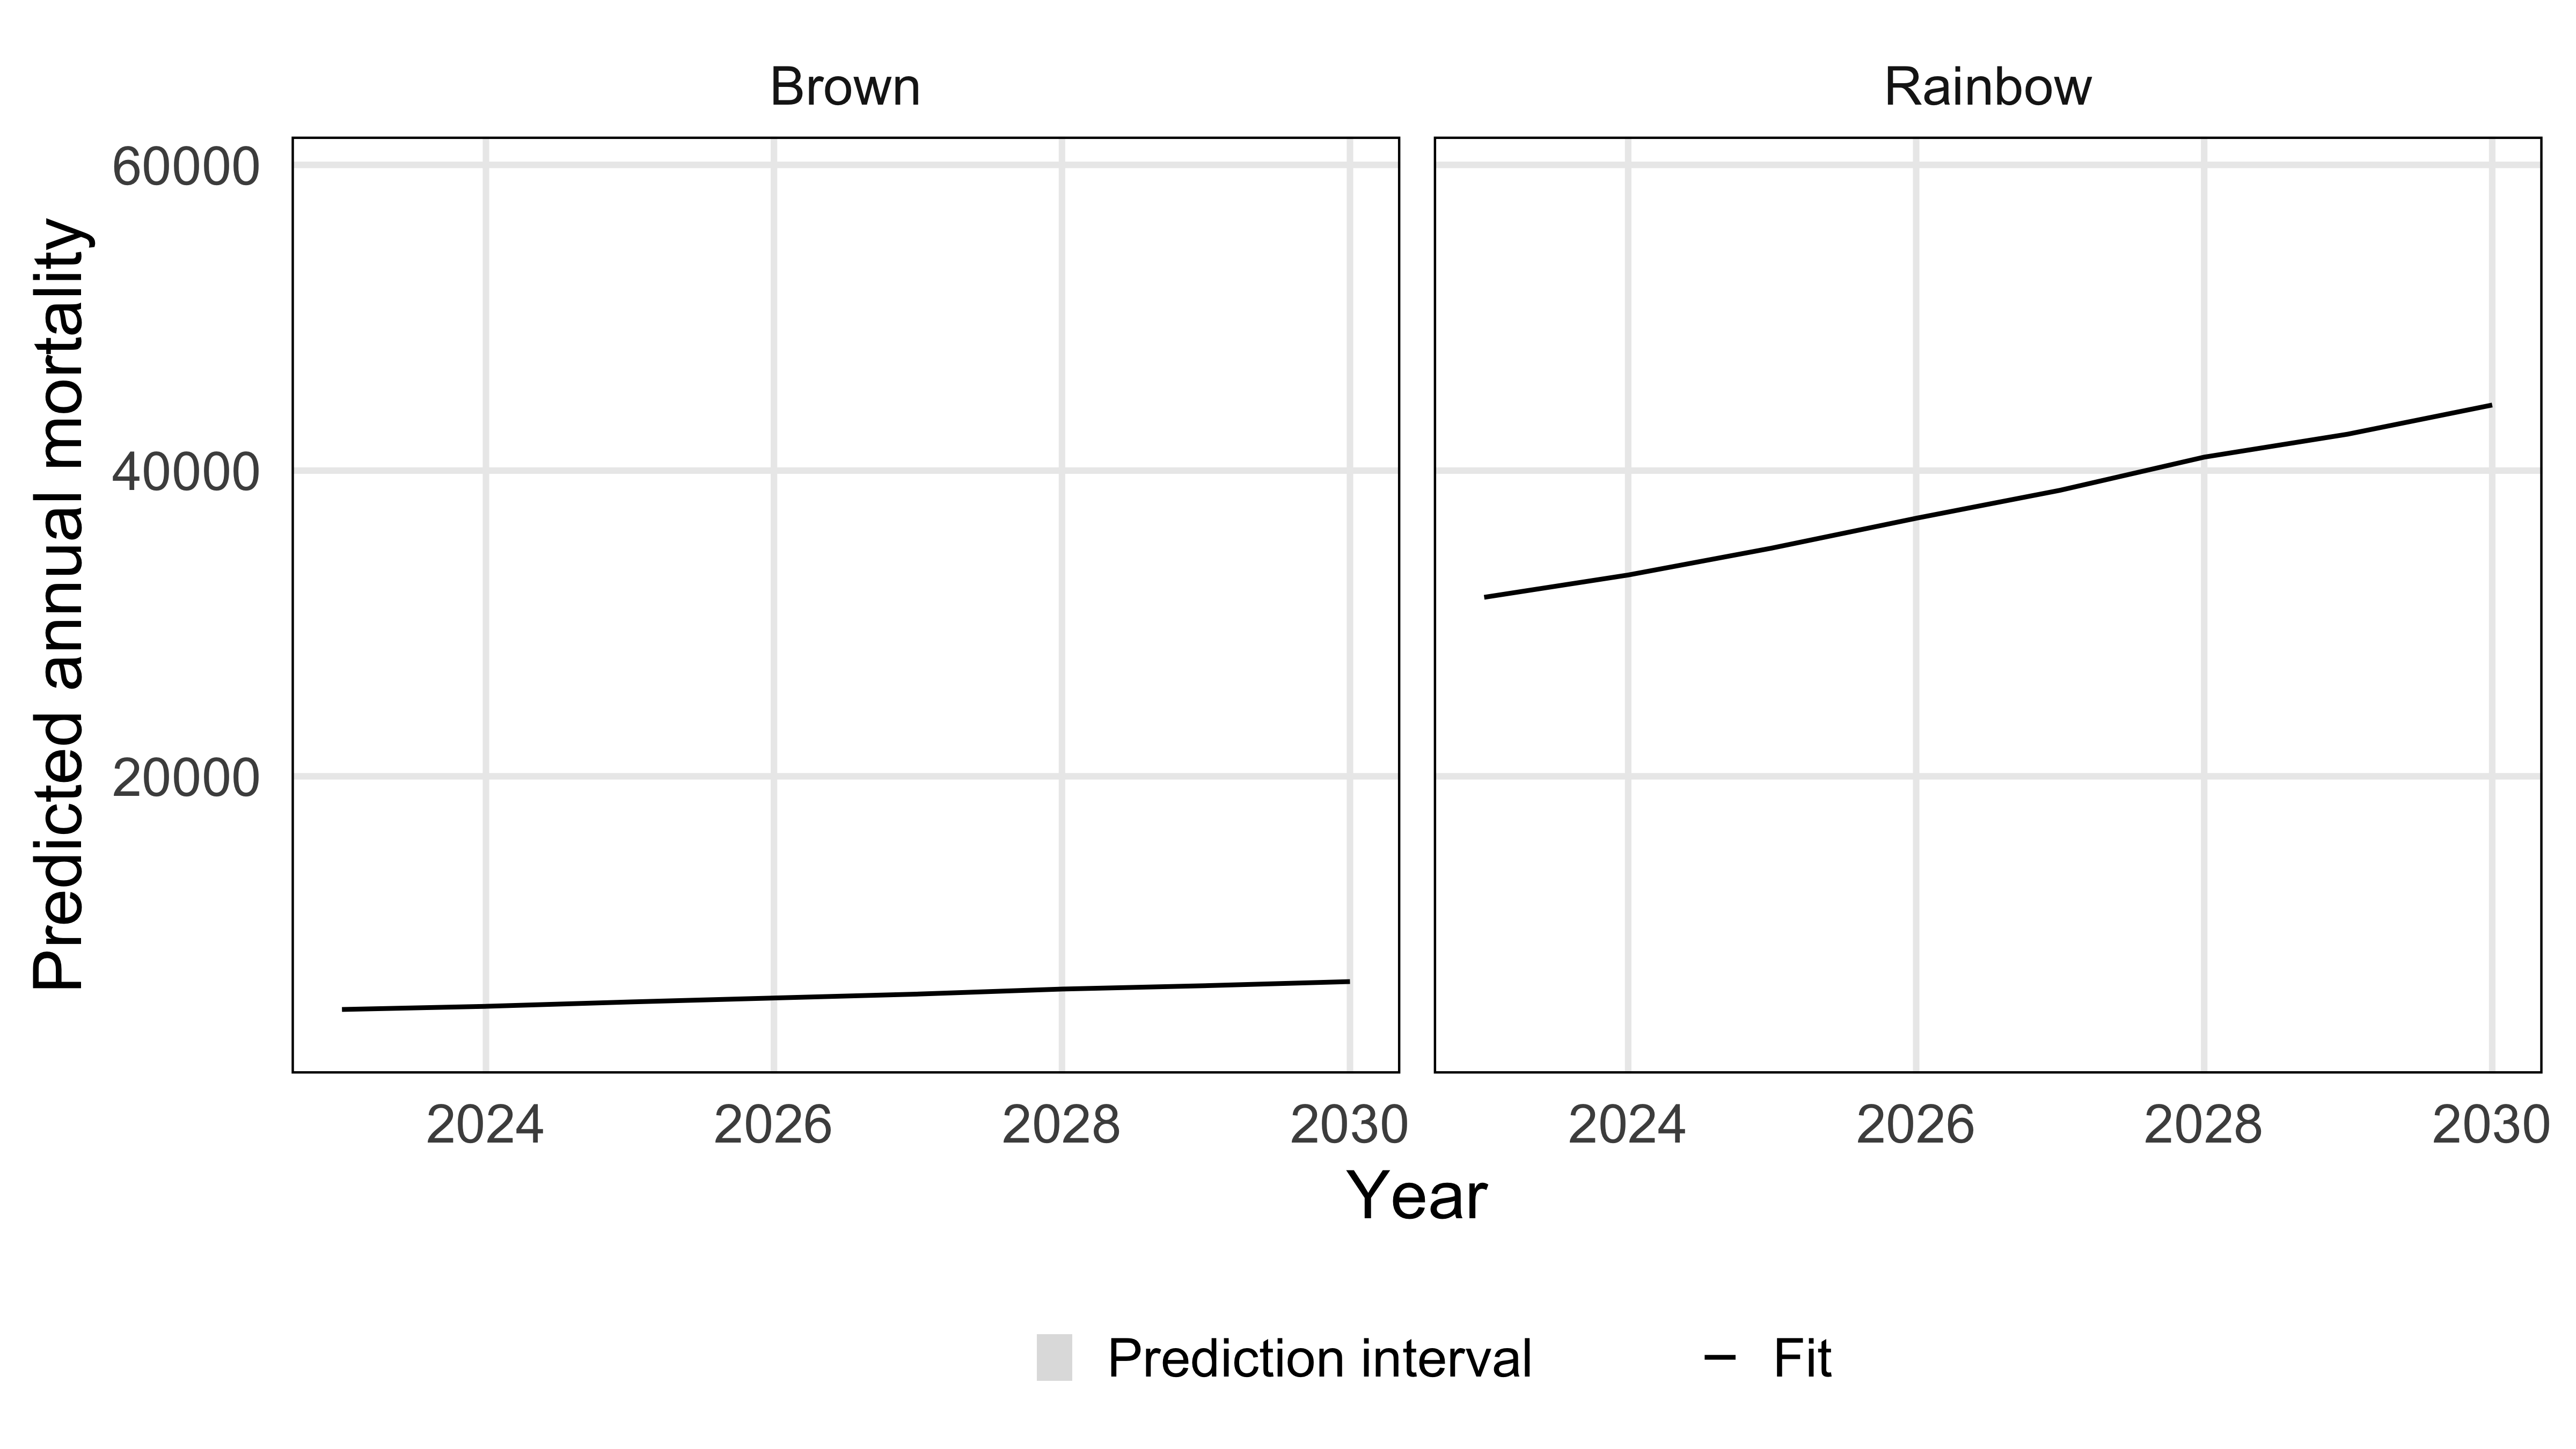 Brown
Rainbow
Predicted annual mortality
60000
40000
20000
2024 2026 2028 2030
2024 2026 2028 2030
Year
Prediction interval
Fit